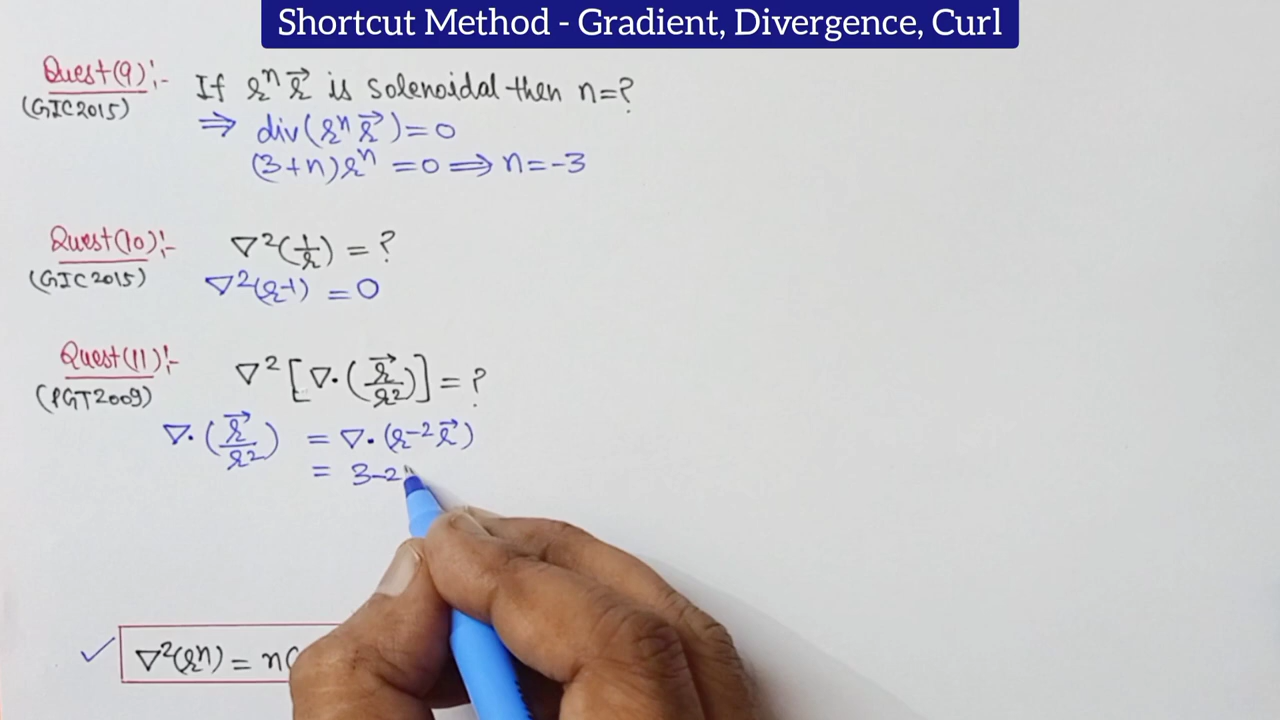 Shortcut Method - Gradient, Divergence, Curl
Quest(9):- If rⁿ r⃗ is solenoidal then n=?
(GIC2015)
⇒ div(rⁿ r⃗) = 0
(3+n)rⁿ = 0 ⇒ n = -3
Quest(10):- ∇²(1/r) = ?
(GIC2015) ∇²(r⁻¹) = 0
Quest(11):- ∇²[∇·(r⃗/r²)] = ?
(PGT2009)
∇·(r⃗/r²) = ∇·(r⁻² r⃗)
= 3-2
∇²(rⁿ) = n(